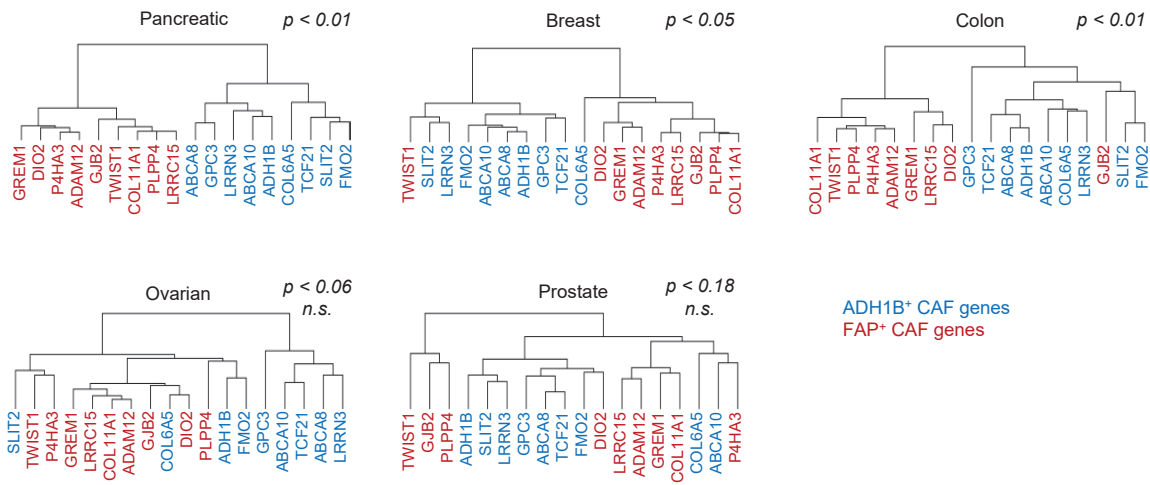 Pancreatic
p < 0.01
GREM1
DIO2
P4HA3
ADAM12
GJB2
TWIST1
COL11A1
PLPP4
LRRC15
ABCA8
GPC3
LRRN3
ABCA10
ADH1B
COL6A5
TCF21
SLIT2
FMO2
Breast
p < 0.05
TWIST1
SLIT2
LRRN3
FMO2
ABCA10
ABCA8
ADH1B
GPC3
TCF21
COL6A5
DIO2
GREM1
ADAM12
P4HA3
LRRC15
GJB2
PLPP4
COL11A1
Colon
p < 0.01
COL11A1
TWIST1
PLPP4
P4HA3
ADAM12
GREM1
LRRC15
DIO2
GPC3
TCF21
ABCA8
ADH1B
ABCA10
COL6A5
LRRN3
GJB2
SLIT2
FMO2
Ovarian
p < 0.06
n.s.
SLIT2
TWIST1
P4HA3
GREM1
LRRC15
COL11A1
ADAM12
GJB2
COL6A5
DIO2
PLPP4
ADH1B
FMO2
GPC3
ABCA10
TCF21
ABCA8
LRRN3
Prostate
p < 0.18
n.s.
TWIST1
GJB2
PLPP4
ADH1B
SLIT2
LRRN3
GPC3
ABCA8
TCF21
FMO2
DIO2
LRRC15
ADAM12
GREM1
COL11A1
COL6A5
ABCA10
P4HA3
ADH1B⁺ CAF genes
FAP⁺ CAF genes